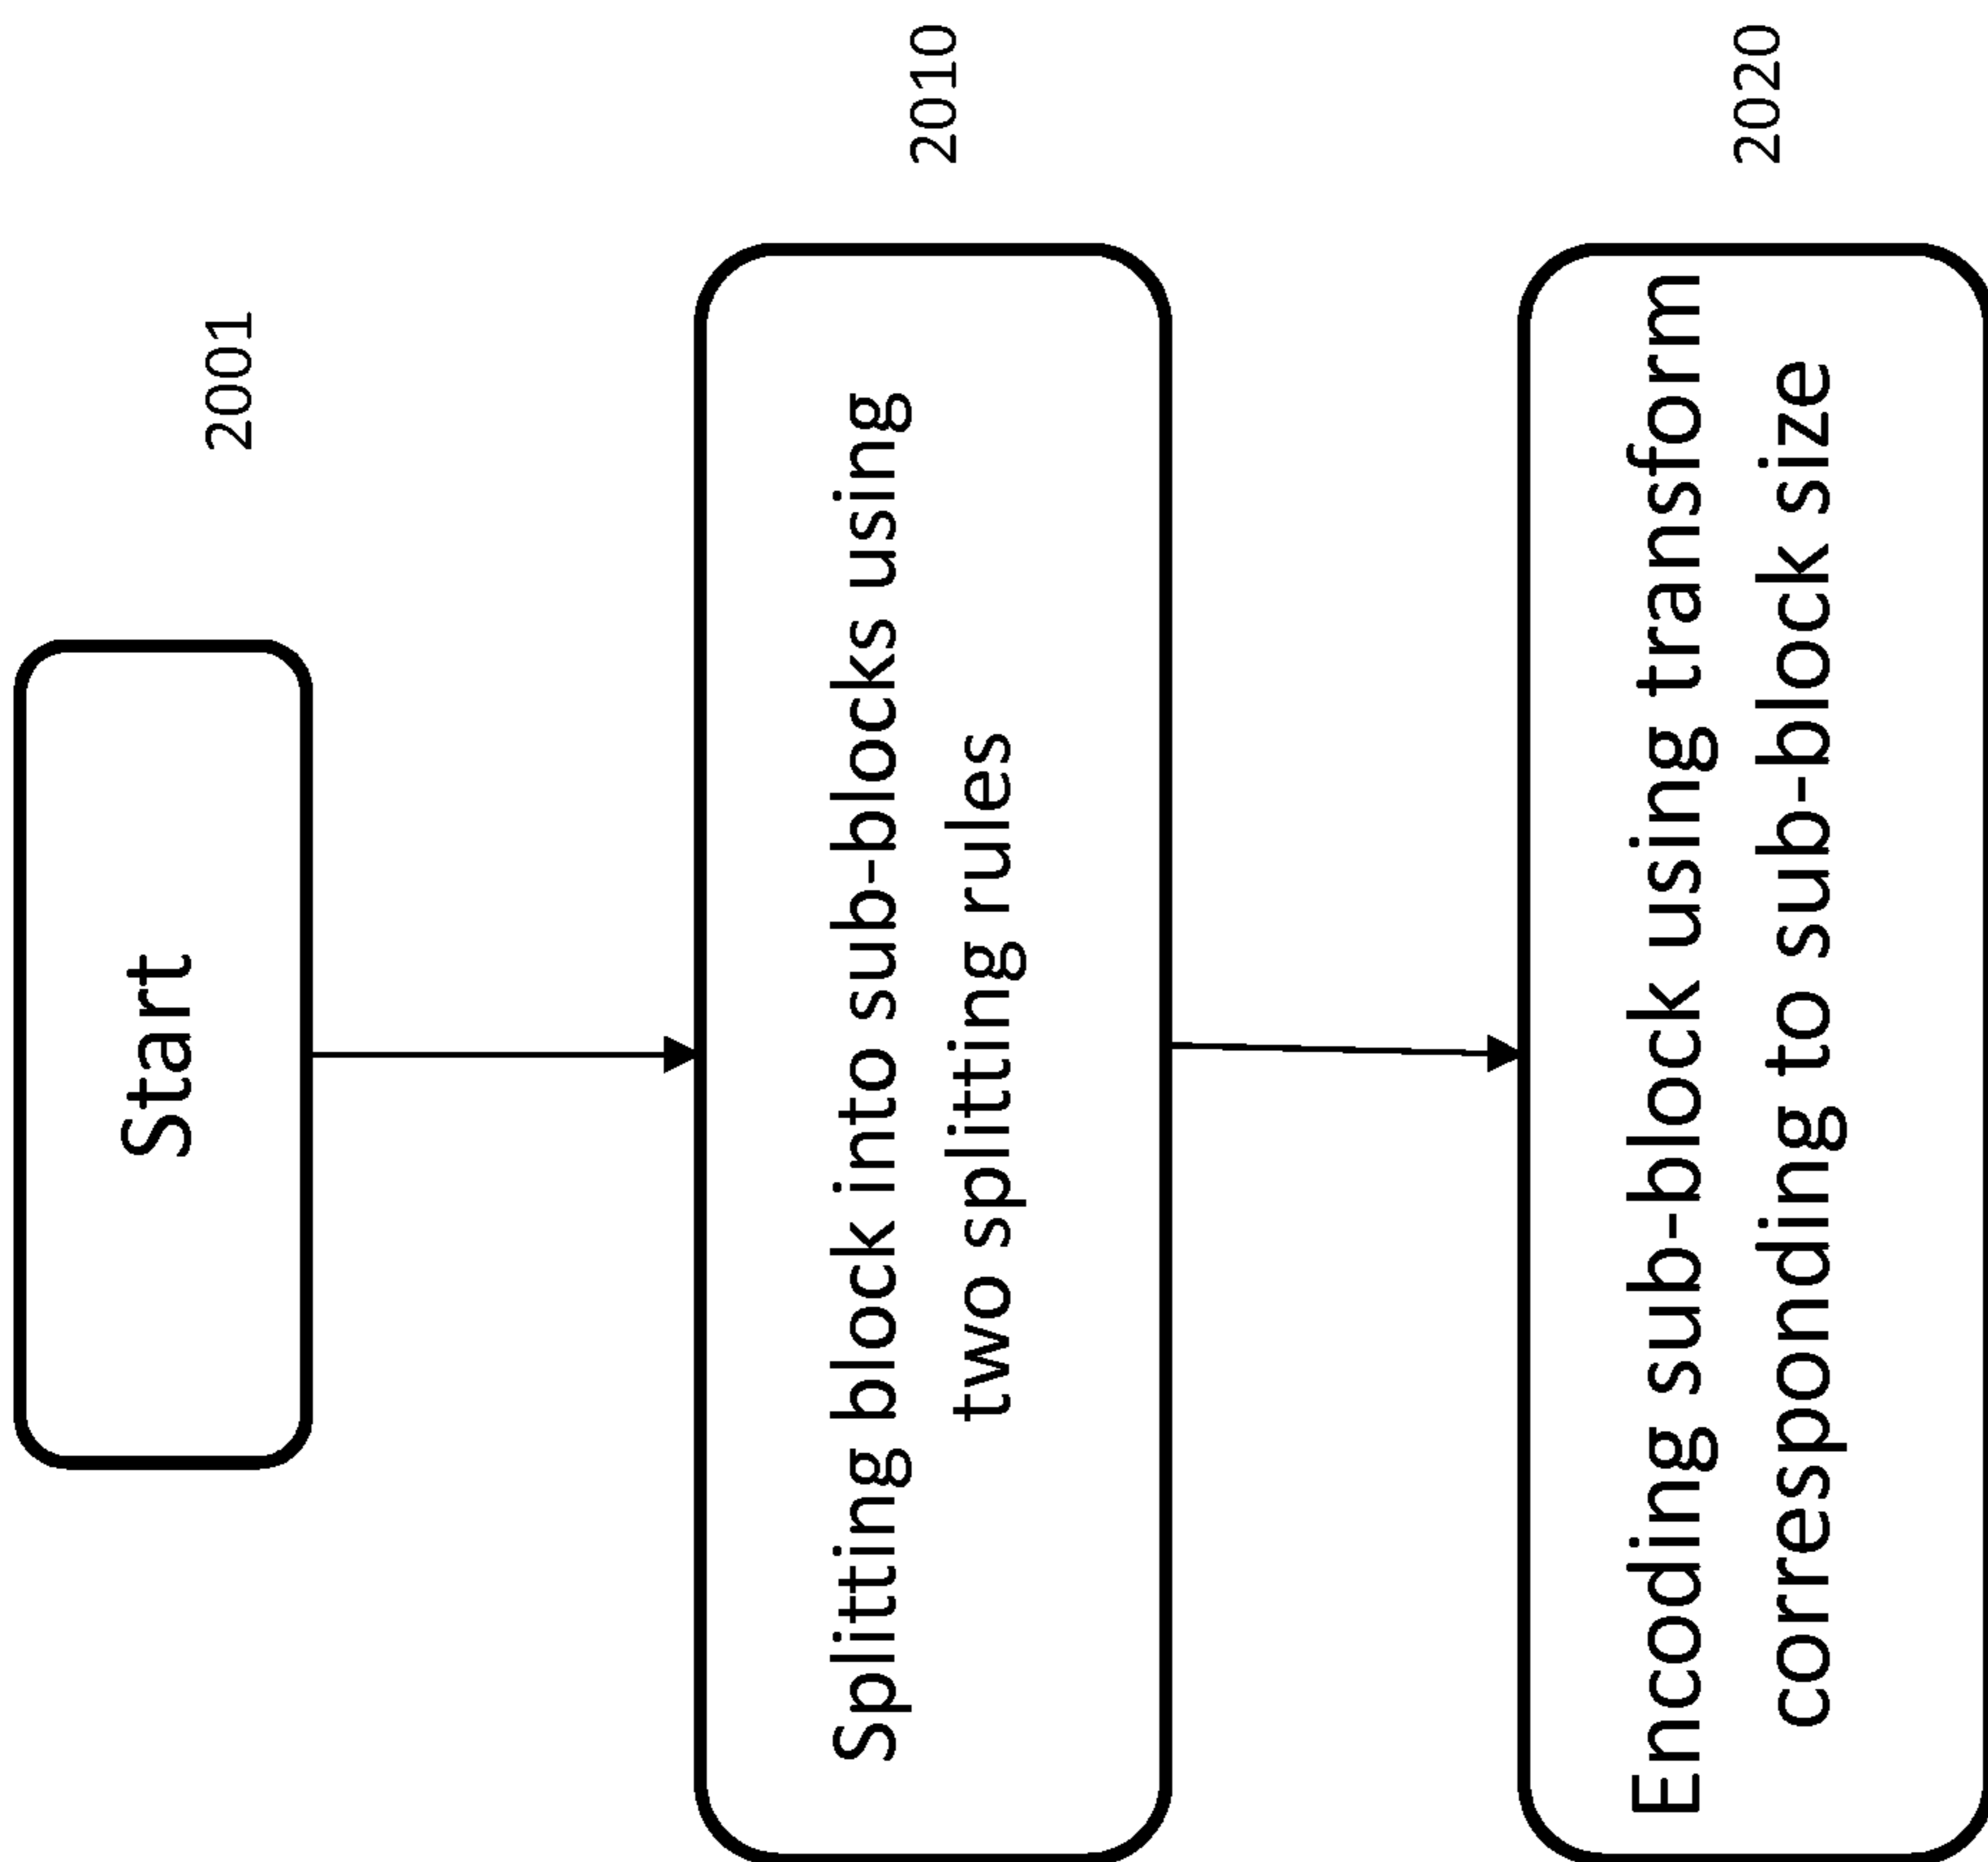 Start
2001
Splitting block into sub-blocks using
two splitting rules
2010
Encoding sub-block using transform
corresponding to sub-block size
2020